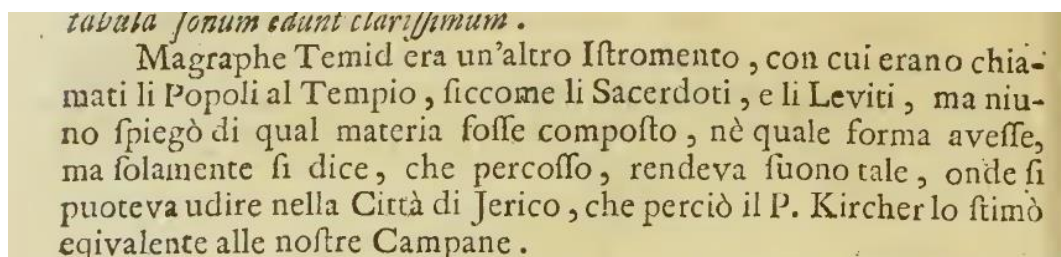 tabula ſonum edunt clariſſimum .
Magraphe Temid era un'altro Iſtromento , con cui erano chia-
mati li Popoli al Tempio , ſiccome li Sacerdoti , e li Leviti , ma niu-
no ſpiegò di qual materia foſſe compoſto , nè quale forma aveſſe,
ma ſolamente ſi dice, che percoſſo, rendeva ſuono tale, onde ſi
puoteva udire nella Città di Jerico, che perciò il P. Kircher lo ſtimò
eqivalente alle noſtre Campane .